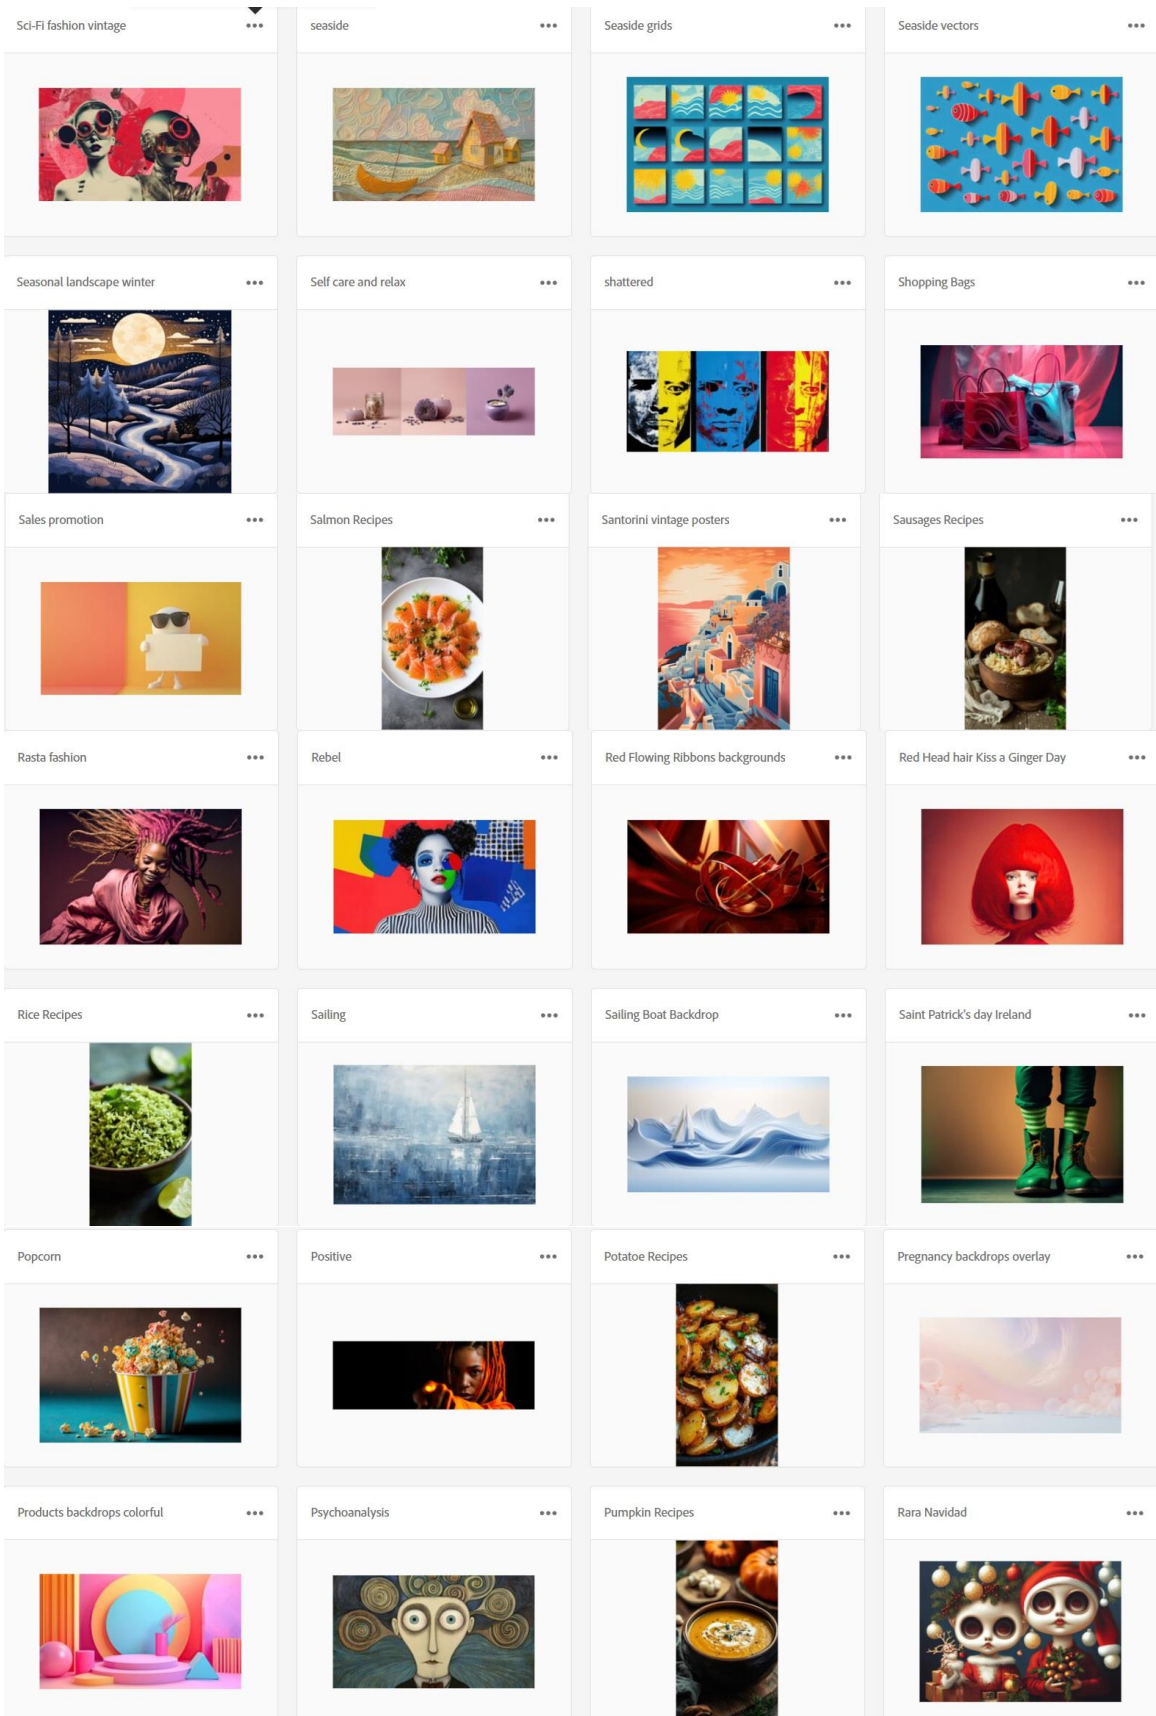 Sci-Fi fashion vintage
seaside
Seaside grids
Seaside vectors
Seasonal landscape winter
Self care and relax
shattered
Shopping Bags
Sales promotion
Salmon Recipes
Santorini vintage posters
Sausages Recipes
Rasta fashion
Rebel
Red Flowing Ribbons backgrounds
Red Head hair Kiss a Ginger Day
Rice Recipes
Sailing
Sailing Boat Backdrop
Saint Patrick's day Ireland
Popcorn
Positive
Potatoe Recipes
Pregnancy backdrops overlay
Products backdrops colorful
Psychoanalysis
Pumpkin Recipes
Rara Navidad